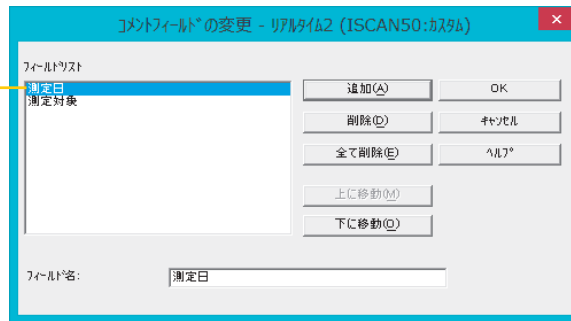 ｺﾒﾝﾄﾌｨｰﾙﾄﾞの変更 - ﾘｱﾙﾀｲﾑ2 (ISCAN50:ｶｽﾀﾑ)
ﾌｨｰﾙﾄﾞﾘｽﾄ
測定日
測定対象
追加(A)
OK
削除(D)
ｷｬﾝｾﾙ
全て削除(E)
ﾍﾙﾌﾟ
上に移動(M)
下に移動(O)
ﾌｨｰﾙﾄﾞ名:
測定日